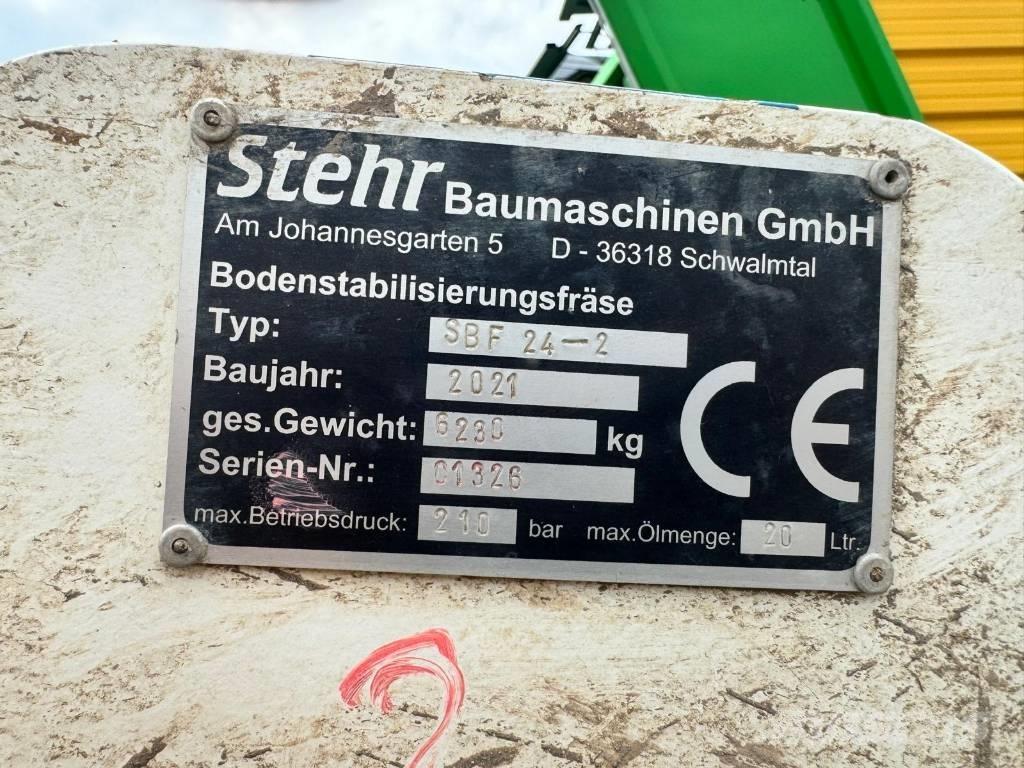 Stehr Baumaschinen GmbH
Am Johannesgarten 5 D - 36318 Schwalmtal
Bodenstabilisierungsfräse
Typ: SBF 24-2
Baujahr: 2021
ges.Gewicht: 6230 kg
Serien-Nr.: 01326
max.Betriebsdruck: 210 bar max.Ölmenge: 20 Ltr.
CE